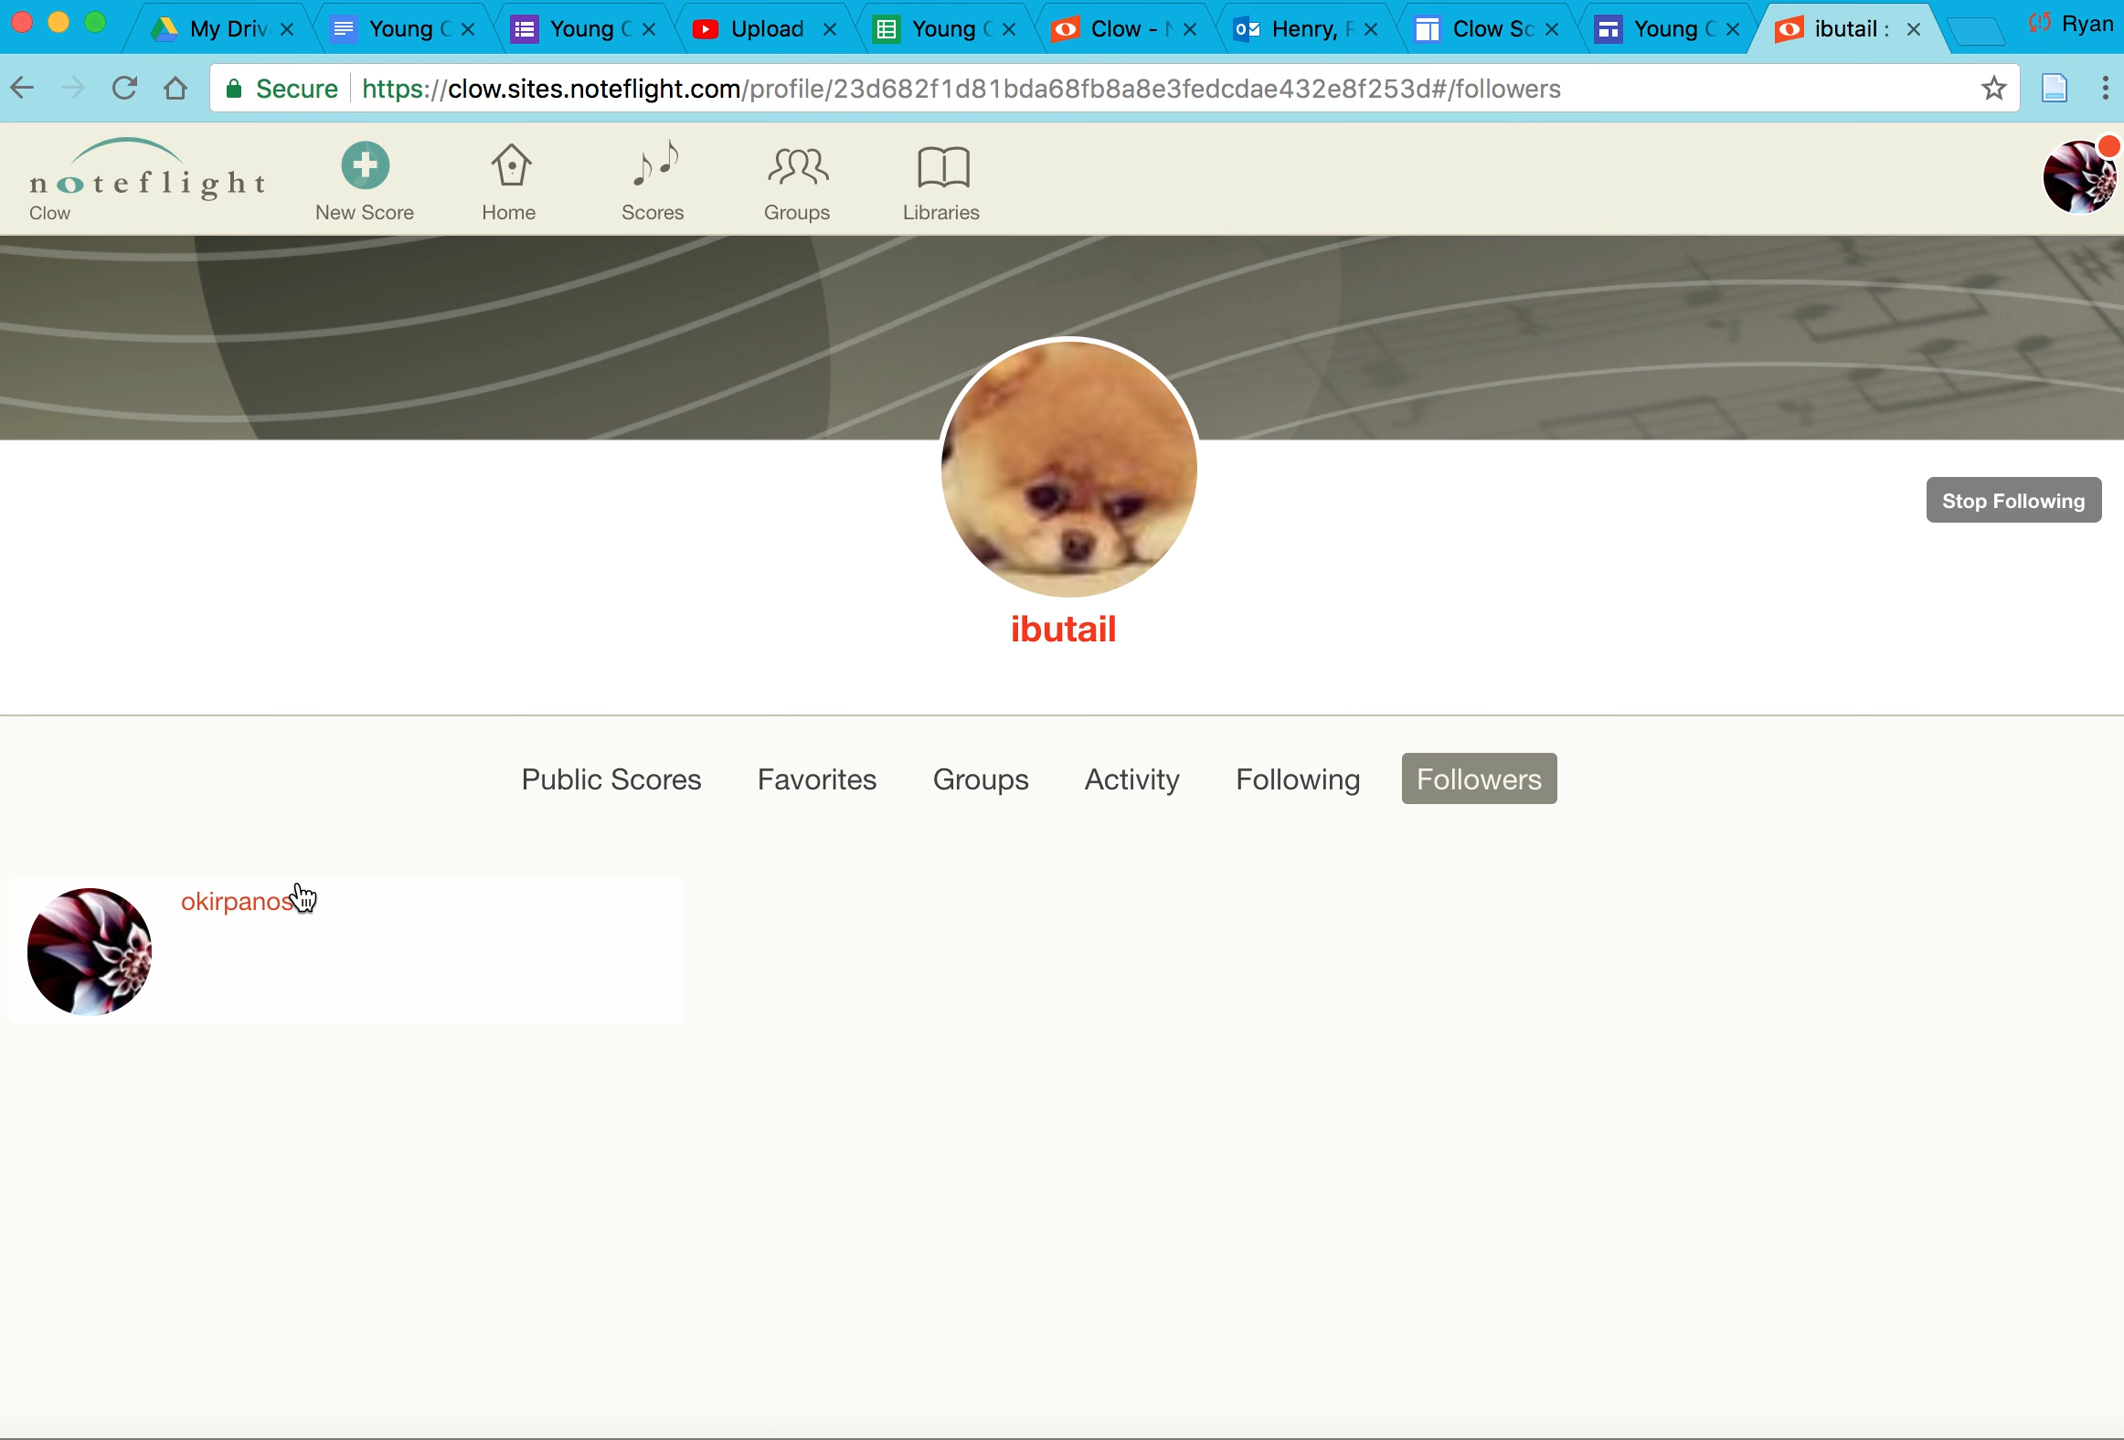 My Driv
Young C
Young C
Upload
Young C
Clow - N
Henry, F
Clow Sc
Young C
ibutail :
Ryan
Secure https://clow.sites.noteflight.com/profile/23d682f1d81bda68fb8a8e3fedcdae432e8f253d#/followers
noteflight
Clow
New Score
Home
Scores
Groups
Libraries
Stop Following
ibutail
Public Scores Favorites Groups Activity Following Followers
okirpanos